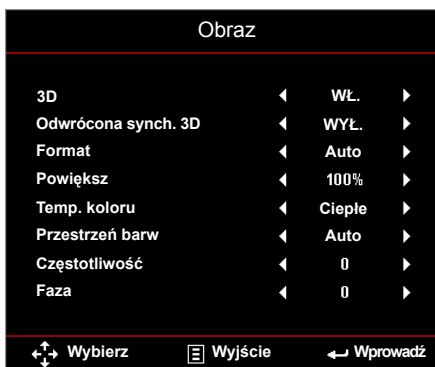 Obraz
3D WŁ.
Odwrócona synch. 3D WYŁ.
Format Auto
Powiększ 100%
Temp. koloru Ciepłe
Przestrzeń barw Auto
Częstotliwość 0
Faza 0
Wybierz Wyjście Wprowadź